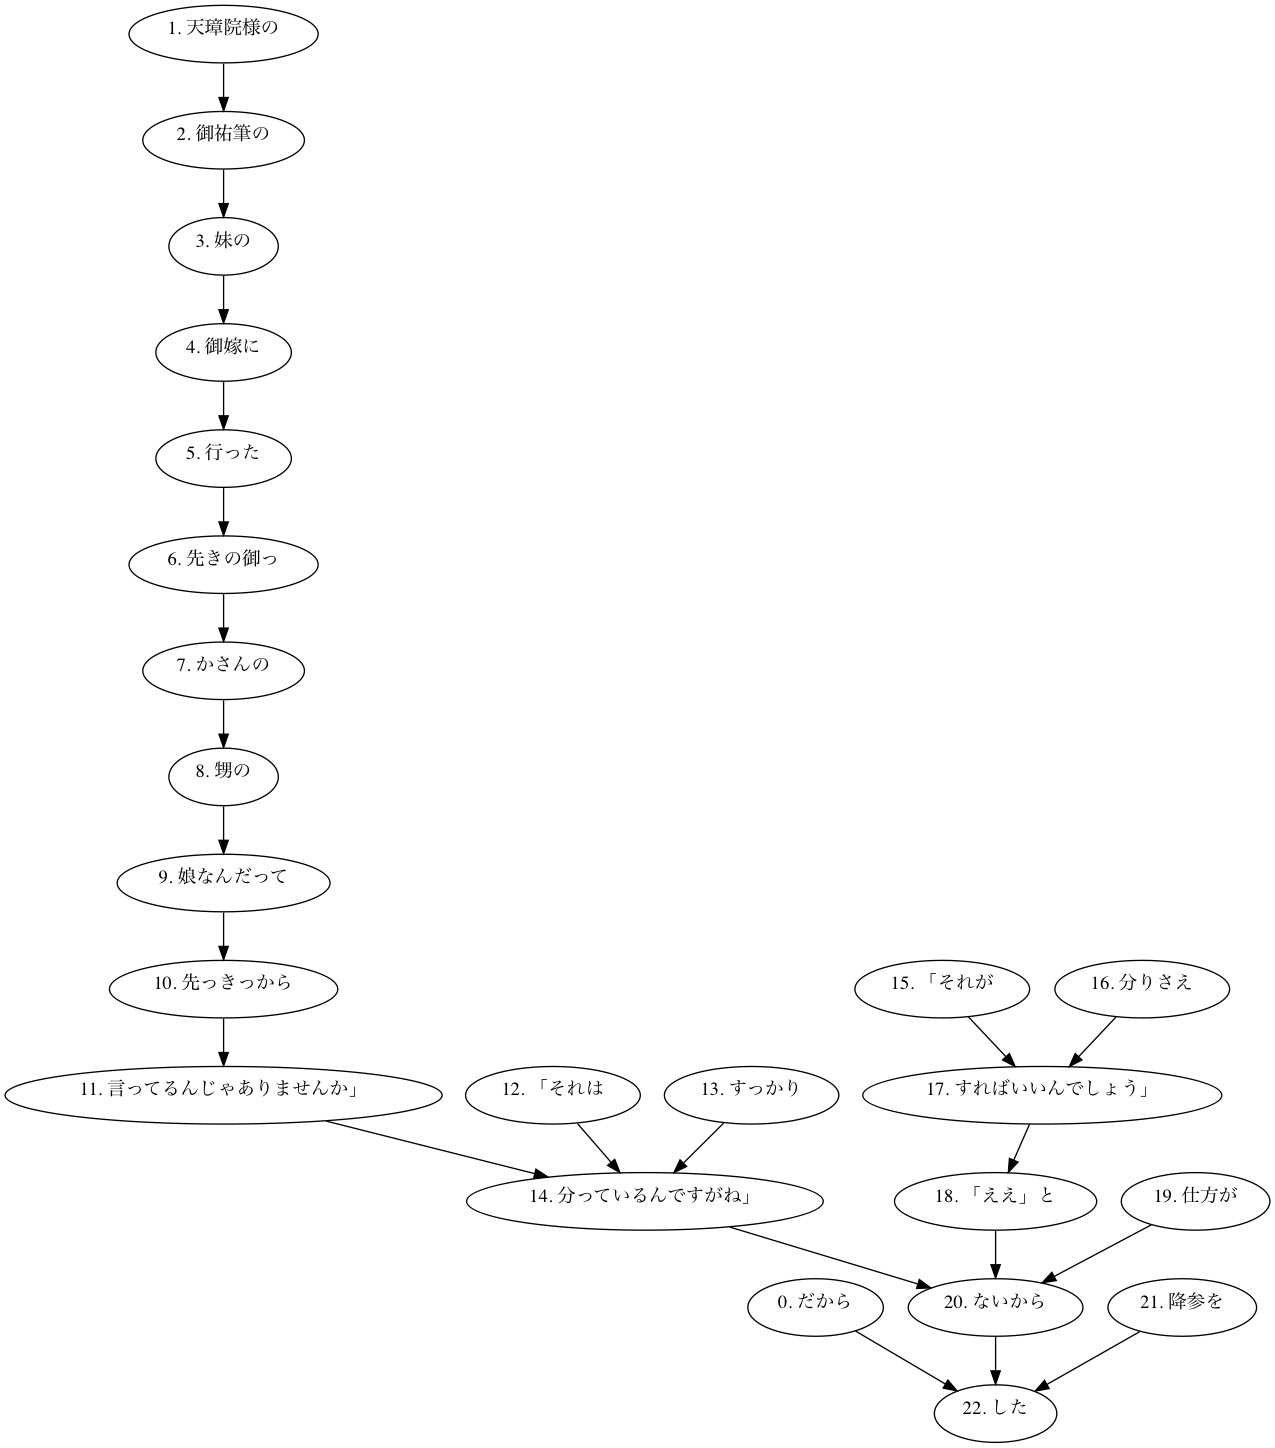 1. 天璋院様の
2. 御祐筆の
3. 妹の
4. 御嫁に
5. 行った
6. 先きの御っ
7. かさんの
8. 甥の
9. 娘なんだって
10. 先っきっから
15. 「それが
16. 分りさえ
11. 言ってるんじゃありませんか」
12. 「それは
13. すっかり
17. すればいいんでしょう」
14. 分っているんですがね」
18. 「ええ」と
19. 仕方が
0. だから
20. ないから
21. 降参を
22. した